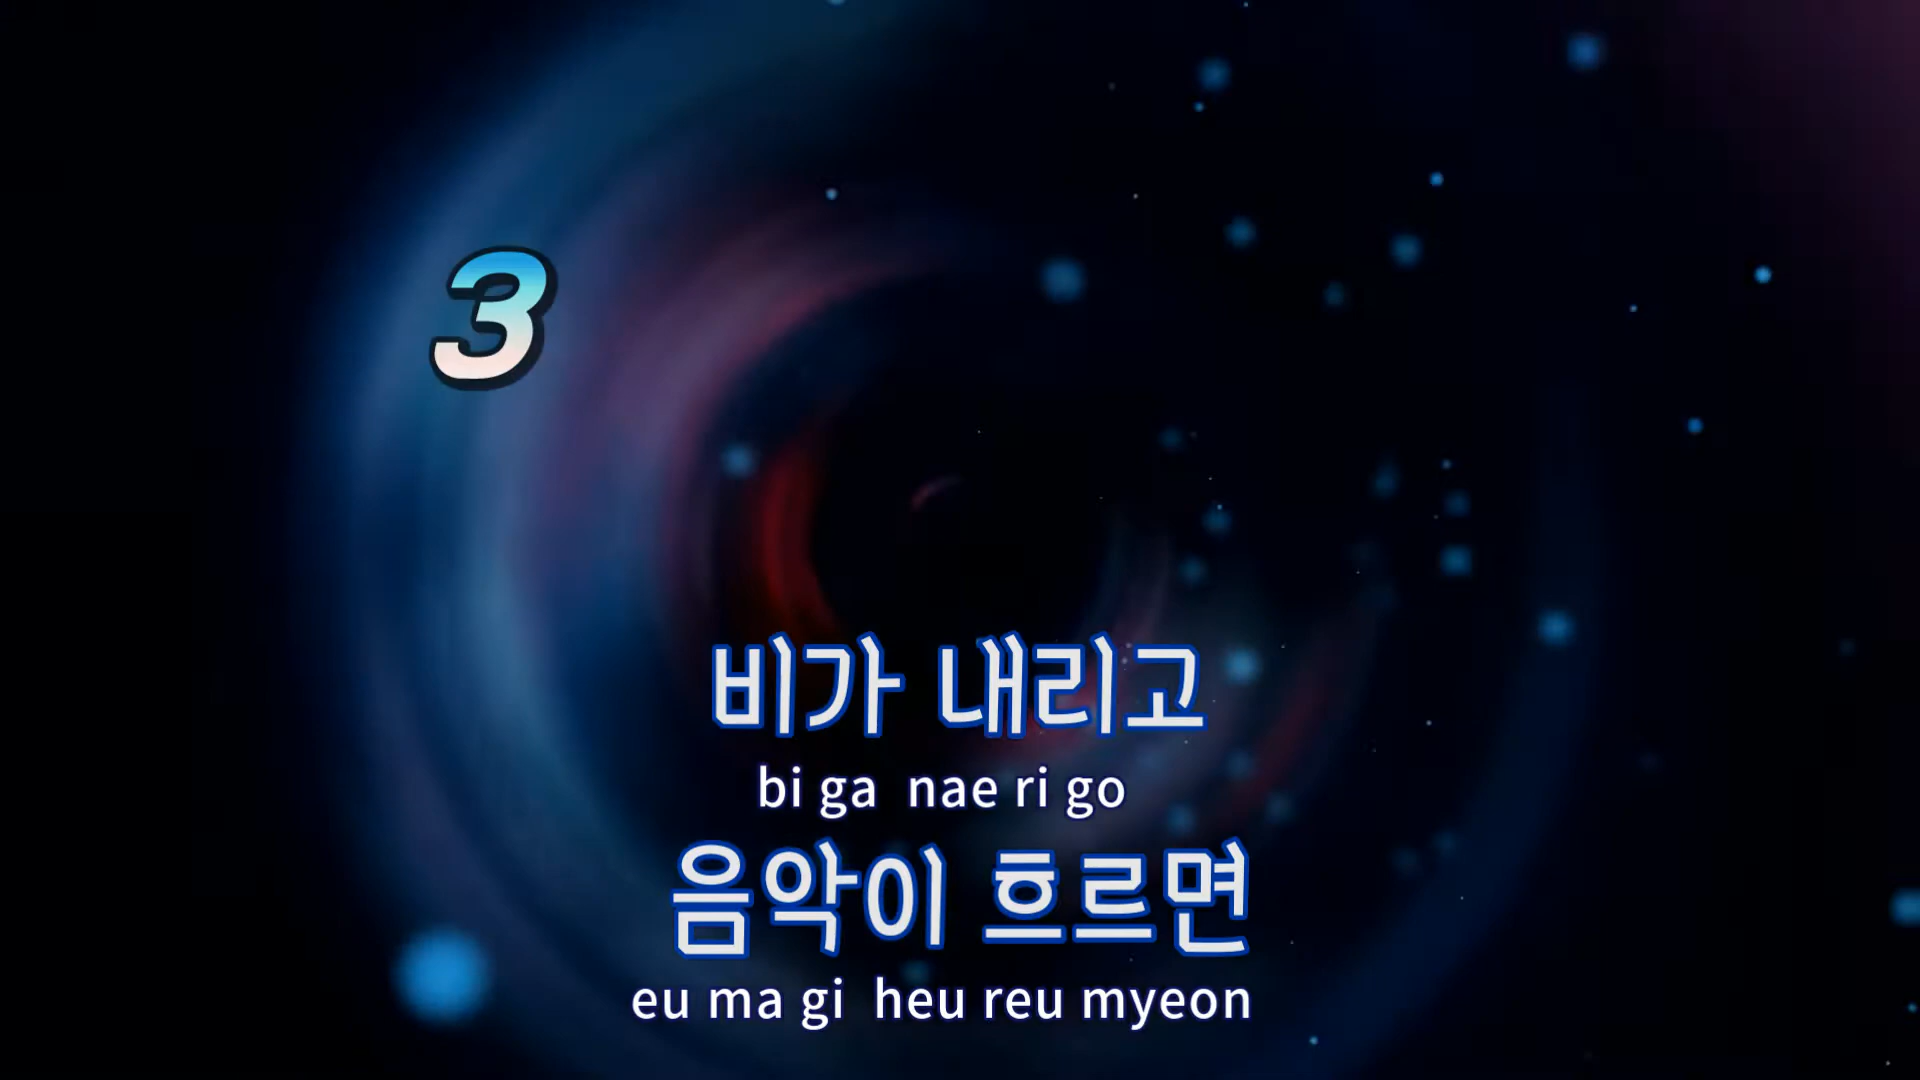 3
비가 내리고
bi ga nae ri go
음악이 흐르면
eu ma gi heu reu myeon